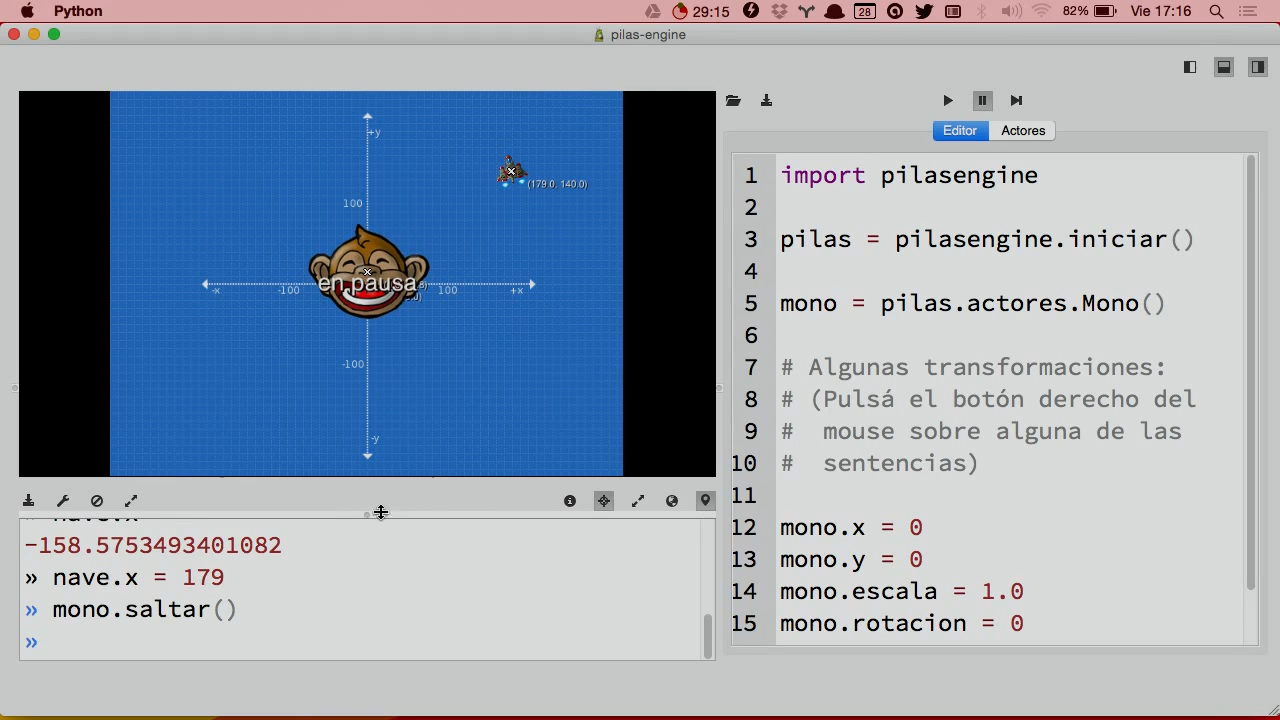 Python
29:15
28
82%
Vie 17:16
pilas-engine
+y
100
(179.0, 140.0)
en pausa
-x
-100
100
+x
-100
-y
-158.5753493401082
» nave.x = 179
» mono.saltar()
»
Editor
Actores
1 import pilasengine
2
3 pilas = pilasengine.iniciar()
4
5 mono = pilas.actores.Mono()
6
7 # Algunas transformaciones:
8 # (Pulsá el botón derecho del
9 #  mouse sobre alguna de las
10 #  sentencias)
11
12 mono.x = 0
13 mono.y = 0
14 mono.escala = 1.0
15 mono.rotacion = 0